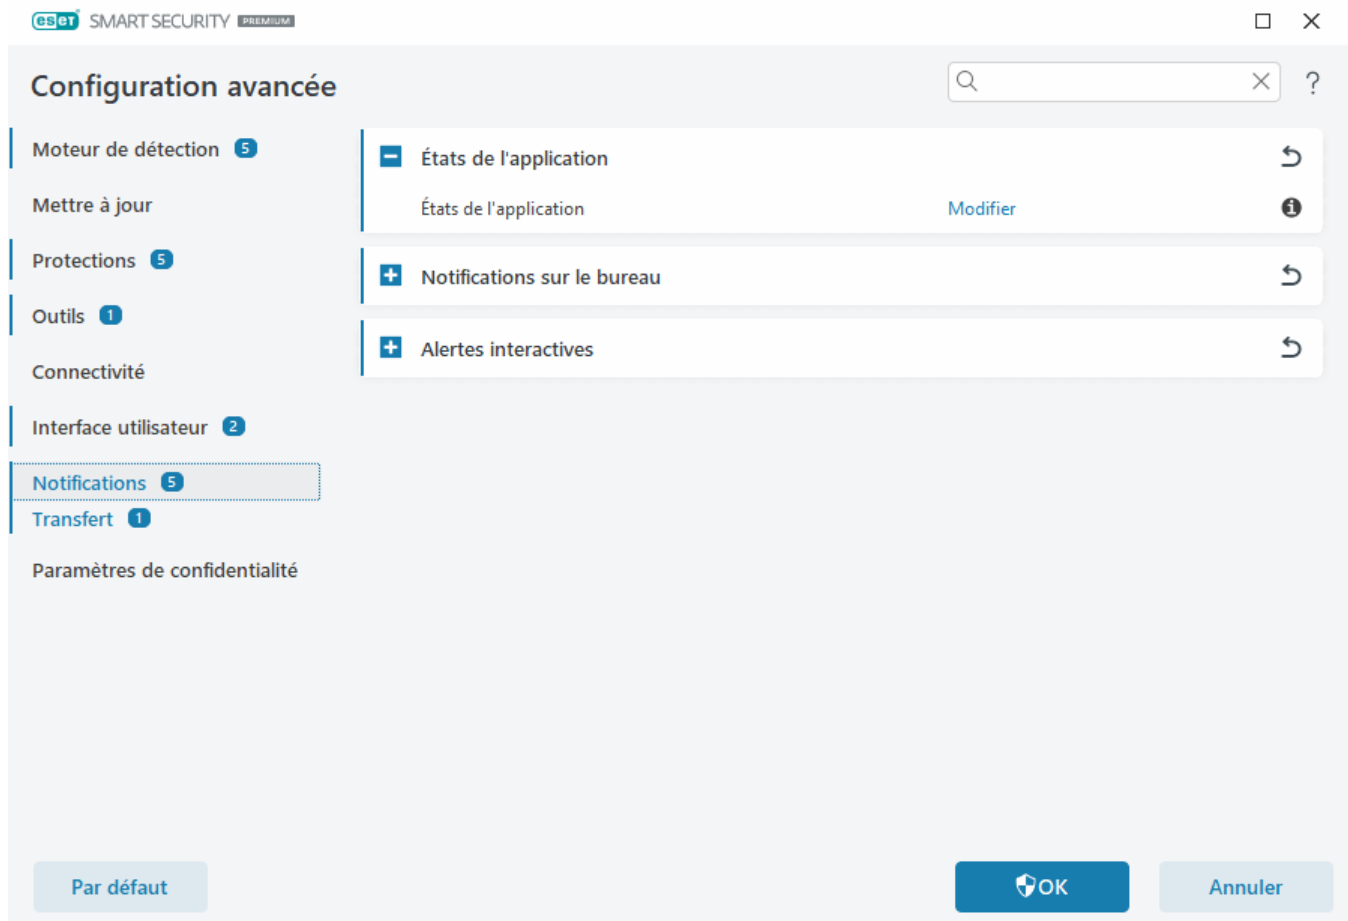 eset SMART SECURITY PREMIUM
Configuration avancée
?
Moteur de détection 5
Mettre à jour
Protections 5
Outils 1
Connectivité
Interface utilisateur 2
Notifications 5
Transfert 1
Paramètres de confidentialité
États de l'application
États de l'application Modifier
Notifications sur le bureau
Alertes interactives
Par défaut OK Annuler